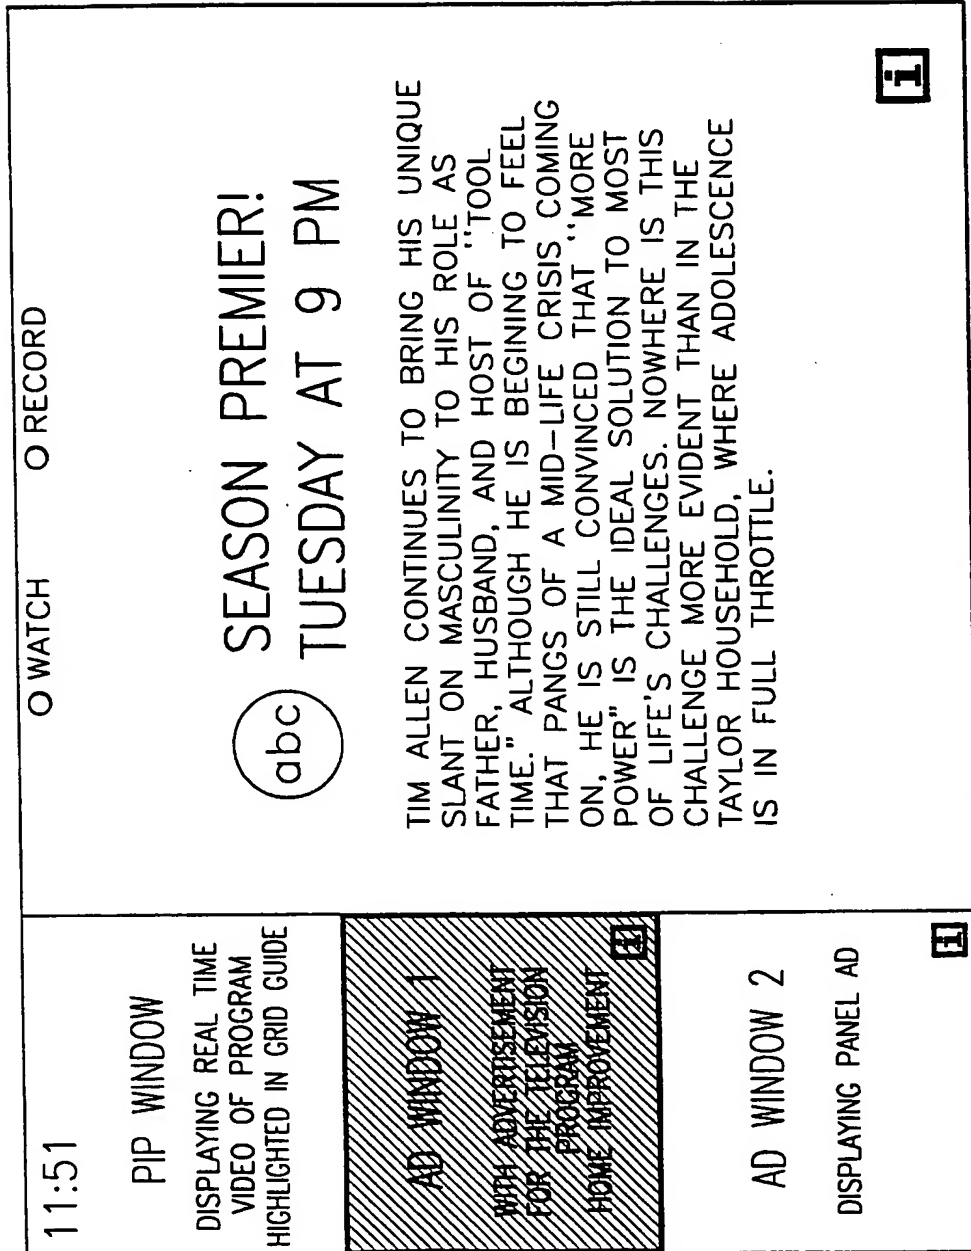 11:51
O WATCH
O RECORD
PIP WINDOW
DISPLAYING REAL TIME
VIDEO OF PROGRAM
HIGHLIGHTED IN GRID GUIDE
AD WINDOW 1
WITH ADVERTISEMENT
FOR THE TELEVISION
PROGRAM
HOME IMPROVEMENT
i
AD WINDOW 2
DISPLAYING PANEL AD
i
abc
SEASON PREMIER!
TUESDAY AT 9 PM
TIM ALLEN CONTINUES TO BRING HIS UNIQUE
SLANT ON MASCULINITY TO HIS ROLE AS
FATHER, HUSBAND, AND HOST OF "TOOL
TIME." ALTHOUGH HE IS BEGINING TO FEEL
THAT PANGS OF A MID-LIFE CRISIS COMING
ON, HE IS STILL CONVINCED THAT "MORE
POWER" IS THE IDEAL SOLUTION TO MOST
OF LIFE'S CHALLENGES. NOWHERE IS THIS
CHALLENGE MORE EVIDENT THAN IN THE
TAYLOR HOUSEHOLD, WHERE ADOLESCENCE
IS IN FULL THROTTLE.
i